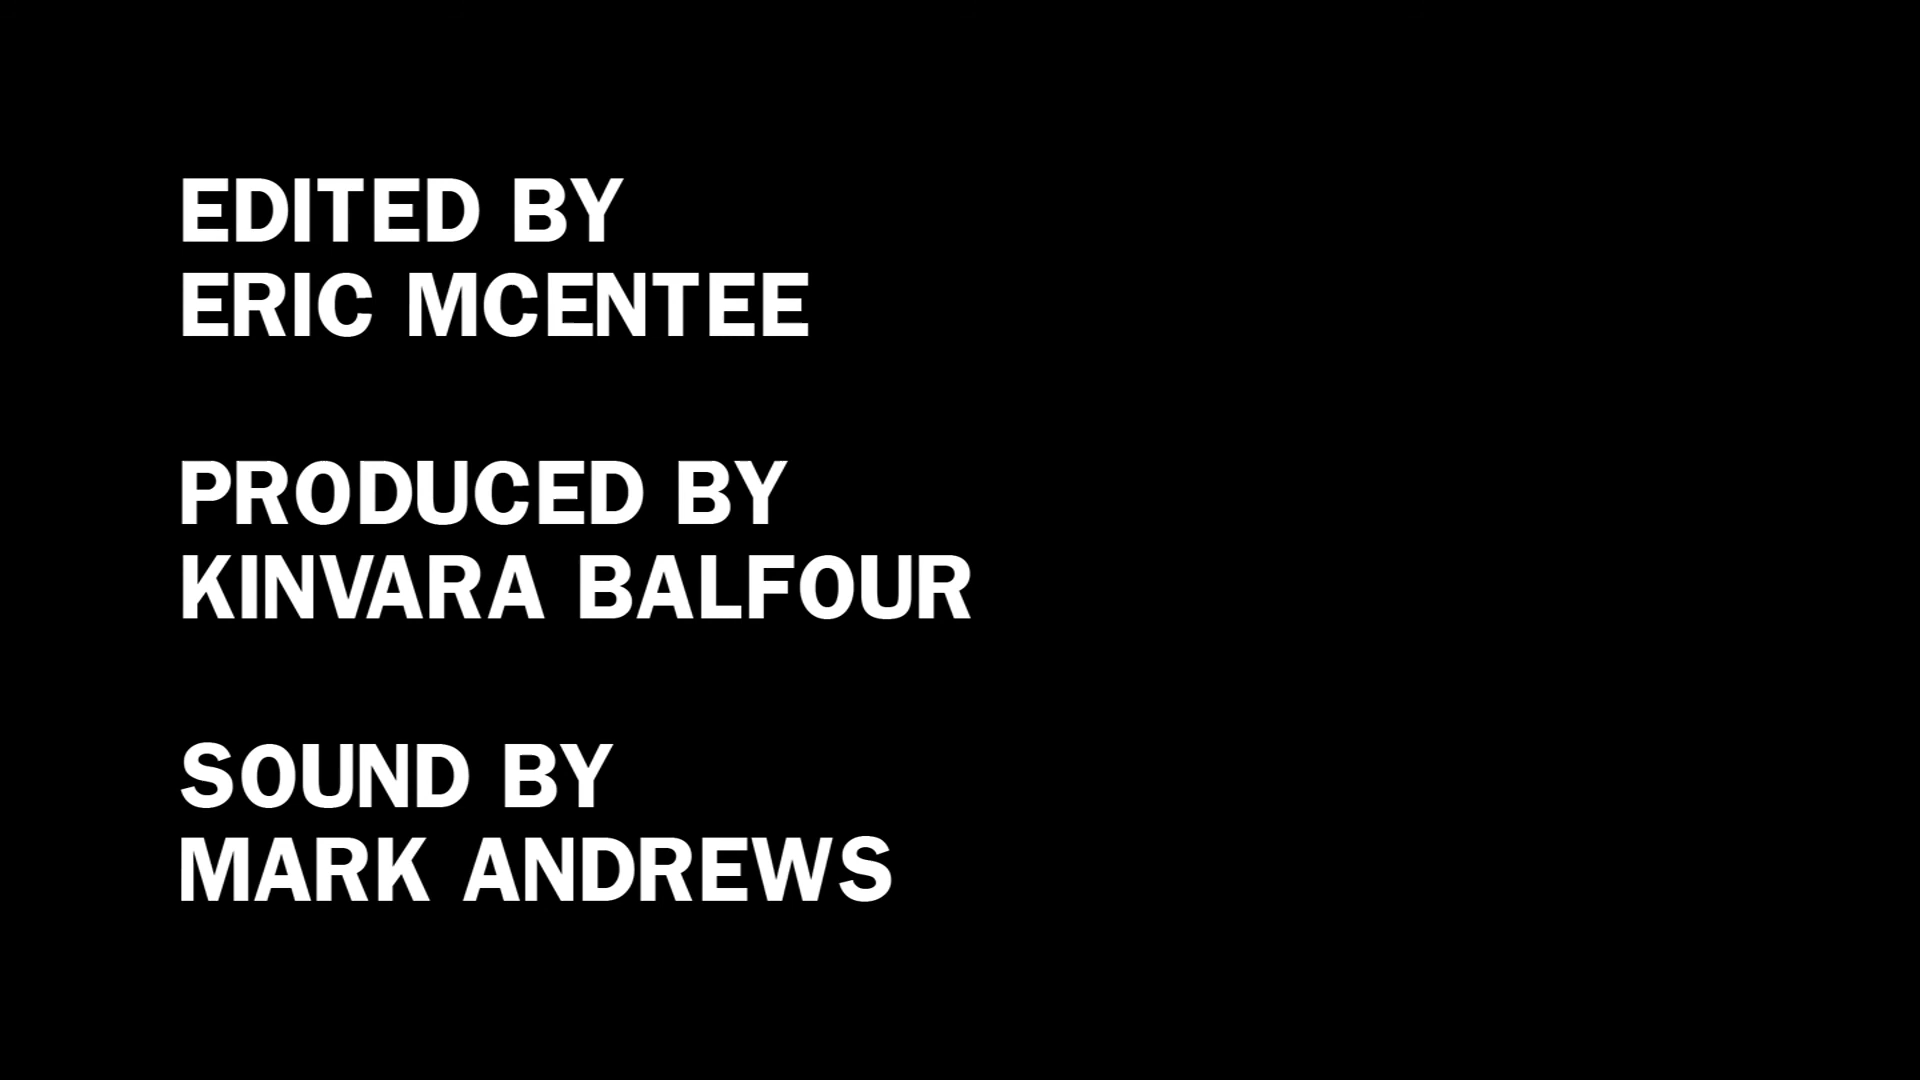 EDITED BY
ERIC MCENTEE
PRODUCED BY
KINVARA BALFOUR
SOUND BY
MARK ANDREWS